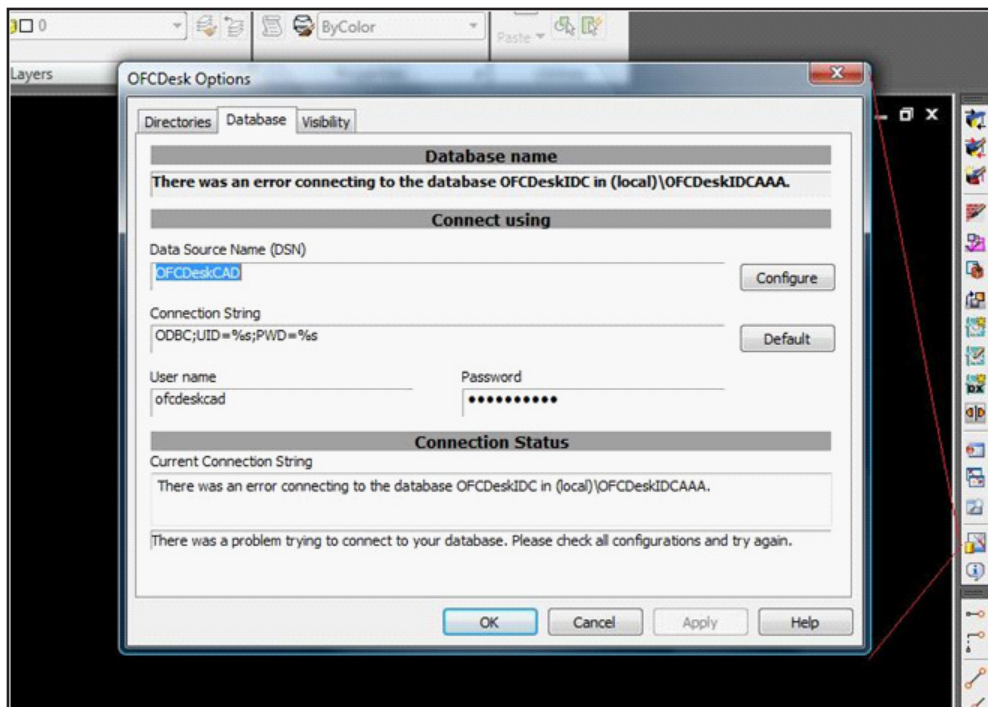 0
ByColor
Paste
Layers
OFCDesk Options
Directories Database Visibility
Database name
There was an error connecting to the database OFCDeskIDC in (local)\OFCDeskIDCAAA.
Connect using
Data Source Name (DSN)
OFCDeskCAD
Configure
Connection String
ODBC;UID=%s;PWD=%s
Default
User name Password
ofcdeskcad ●●●●●●●●●●
Connection Status
Current Connection String
There was an error connecting to the database OFCDeskIDC in (local)\OFCDeskIDCAAA.
There was a problem trying to connect to your database. Please check all configurations and try again.
OK Cancel Apply Help